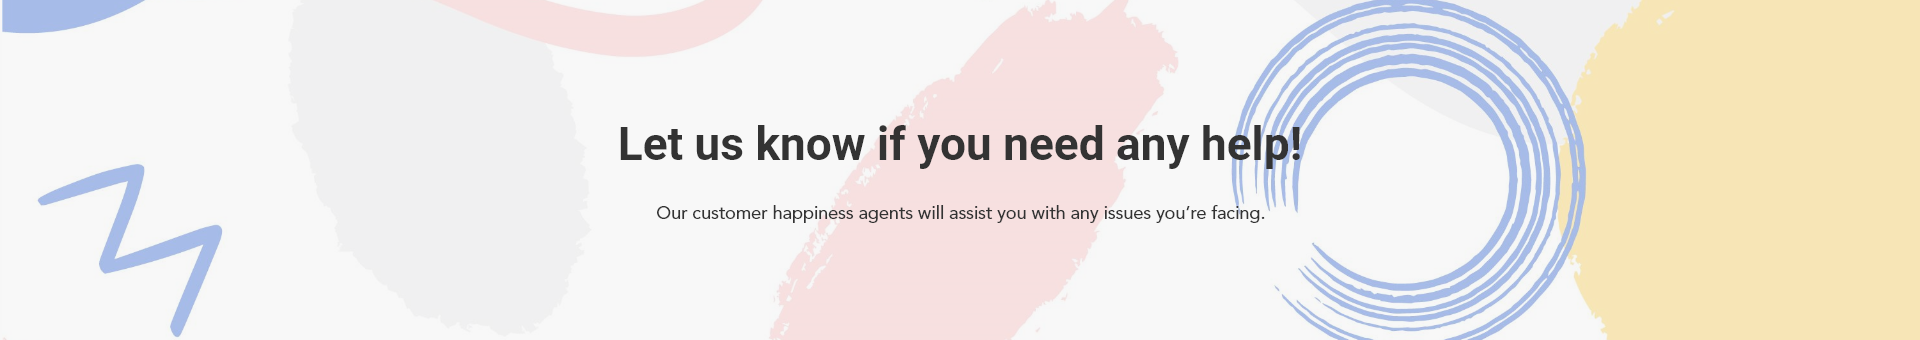 Let us know if you need any help!
Our customer happiness agents will assist you with any issues you’re facing.